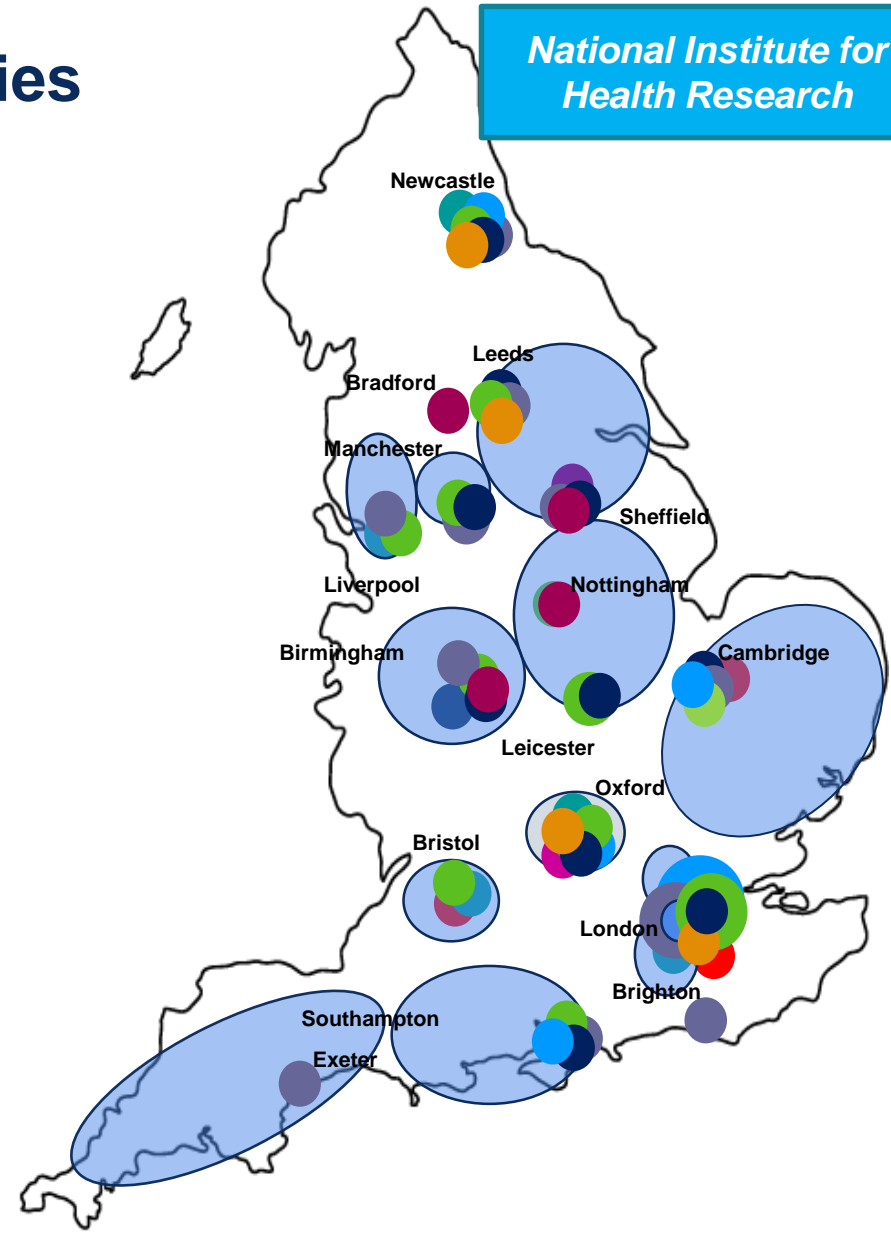 ies
National Institute for
Health Research
Newcastle
Leeds
Bradford
Manchester
Sheffield
Liverpool
Nottingham
Birmingham
Cambridge
Leicester
Oxford
Bristol
London
Brighton
Southampton
Exeter